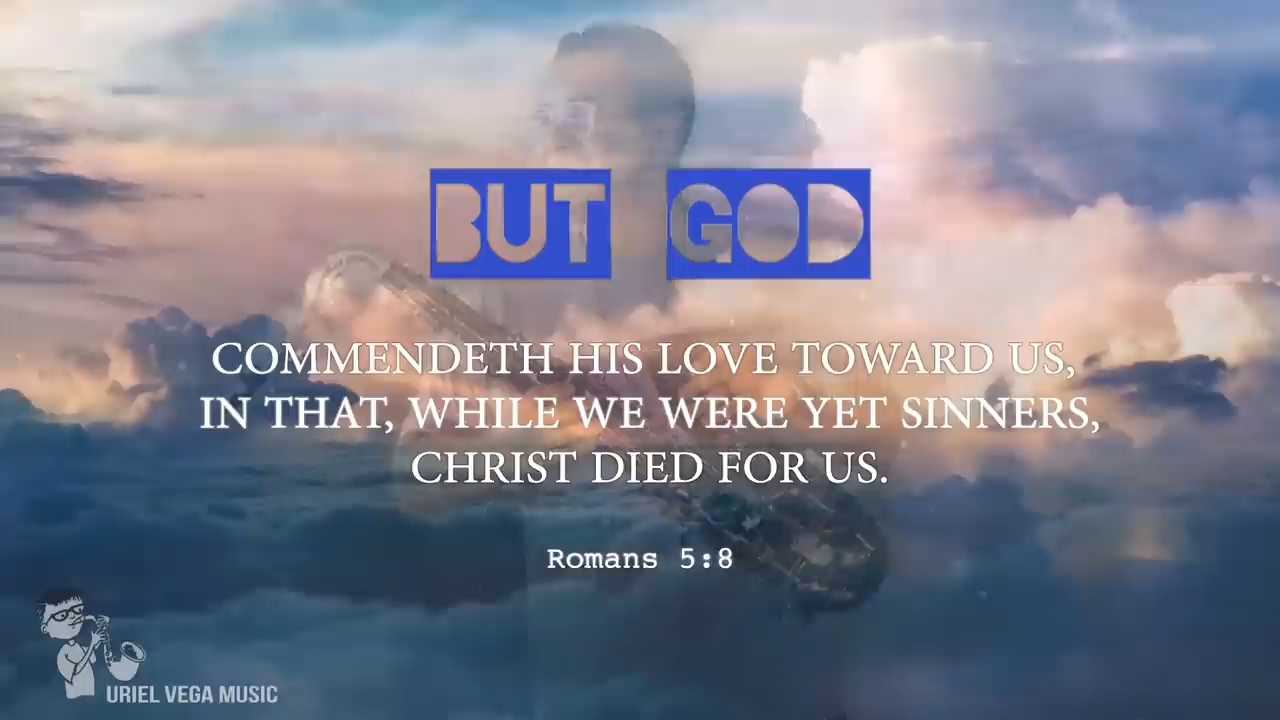 BUT GOD
COMMENDETH HIS LOVE TOWARD US,
IN THAT, WHILE WE WERE YET SINNERS,
CHRIST DIED FOR US.
Romans 5:8
URIEL VEGA MUSIC